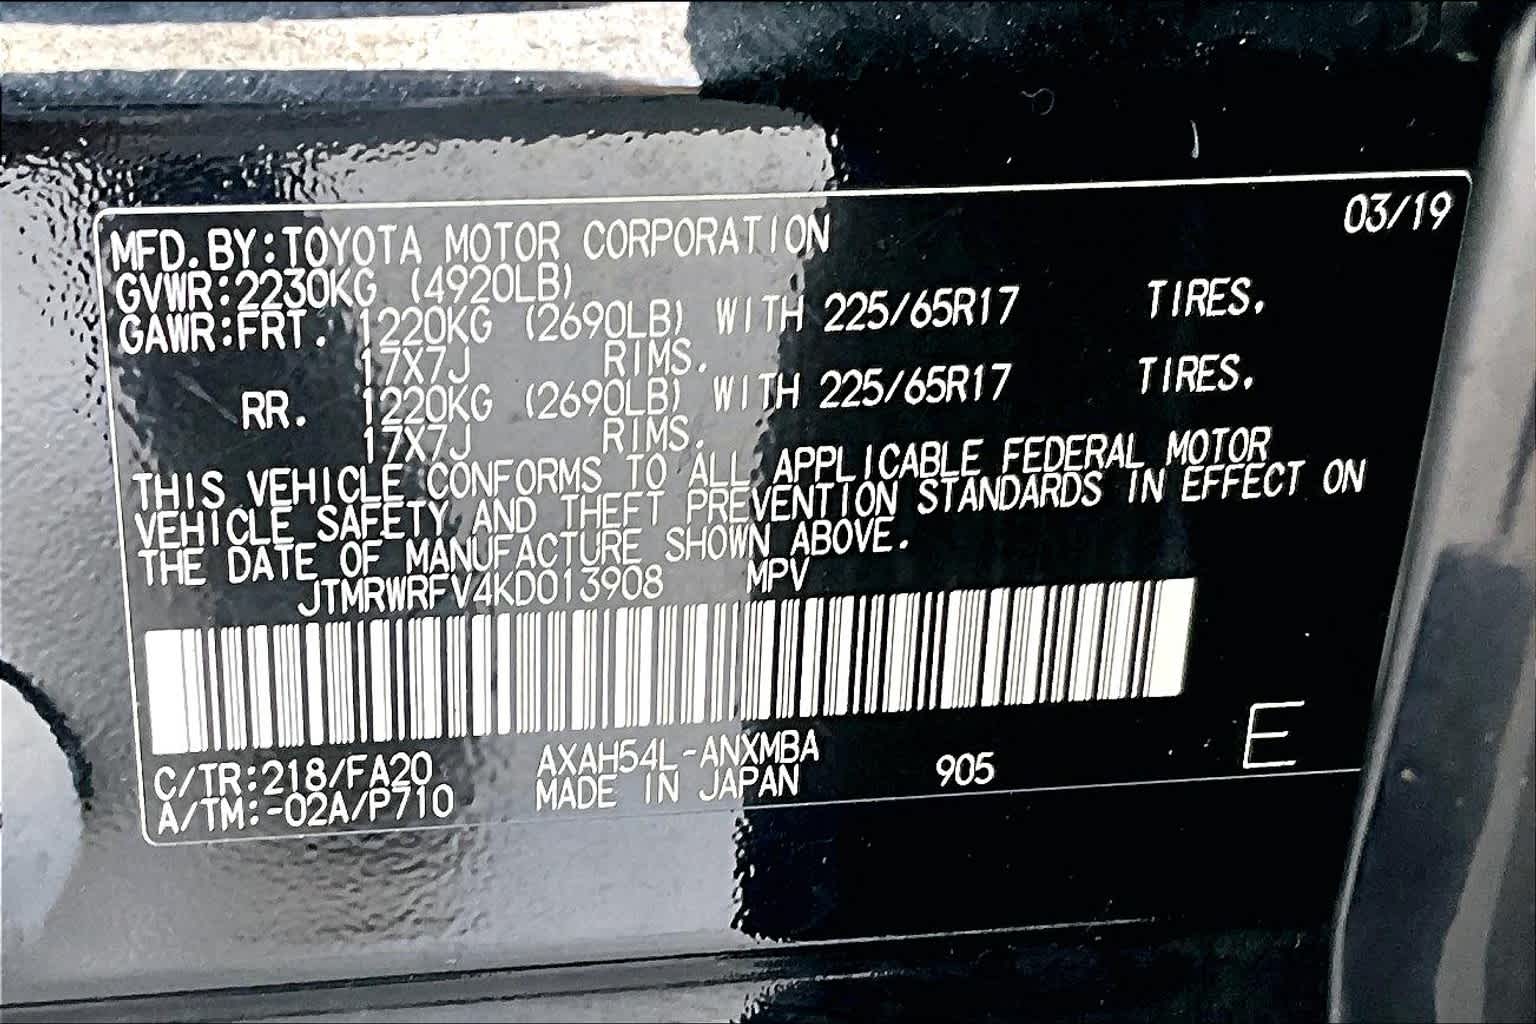 03/19
MFD.BY:TOYOTA MOTOR CORPORATION
GVWR:2230KG (4920LB)
GAWR:FRT. 1220KG (2690LB) WITH 225/65R17 TIRES.
17X7J RIMS.
RR. 1220KG (2690LB) WITH 225/65R17 TIRES.
17X7J RIMS.
THIS VEHICLE CONFORMS TO ALL APPLICABLE FEDERAL MOTOR
VEHICLE SAFETY AND THEFT PREVENTION STANDARDS IN EFFECT ON
THE DATE OF MANUFACTURE SHOWN ABOVE.
JTMRWRFV4KD013908 MPV
C/TR:218/FA20 AXAH54L-ANXMBA
A/TM:-02A/P710 MADE IN JAPAN 905 E